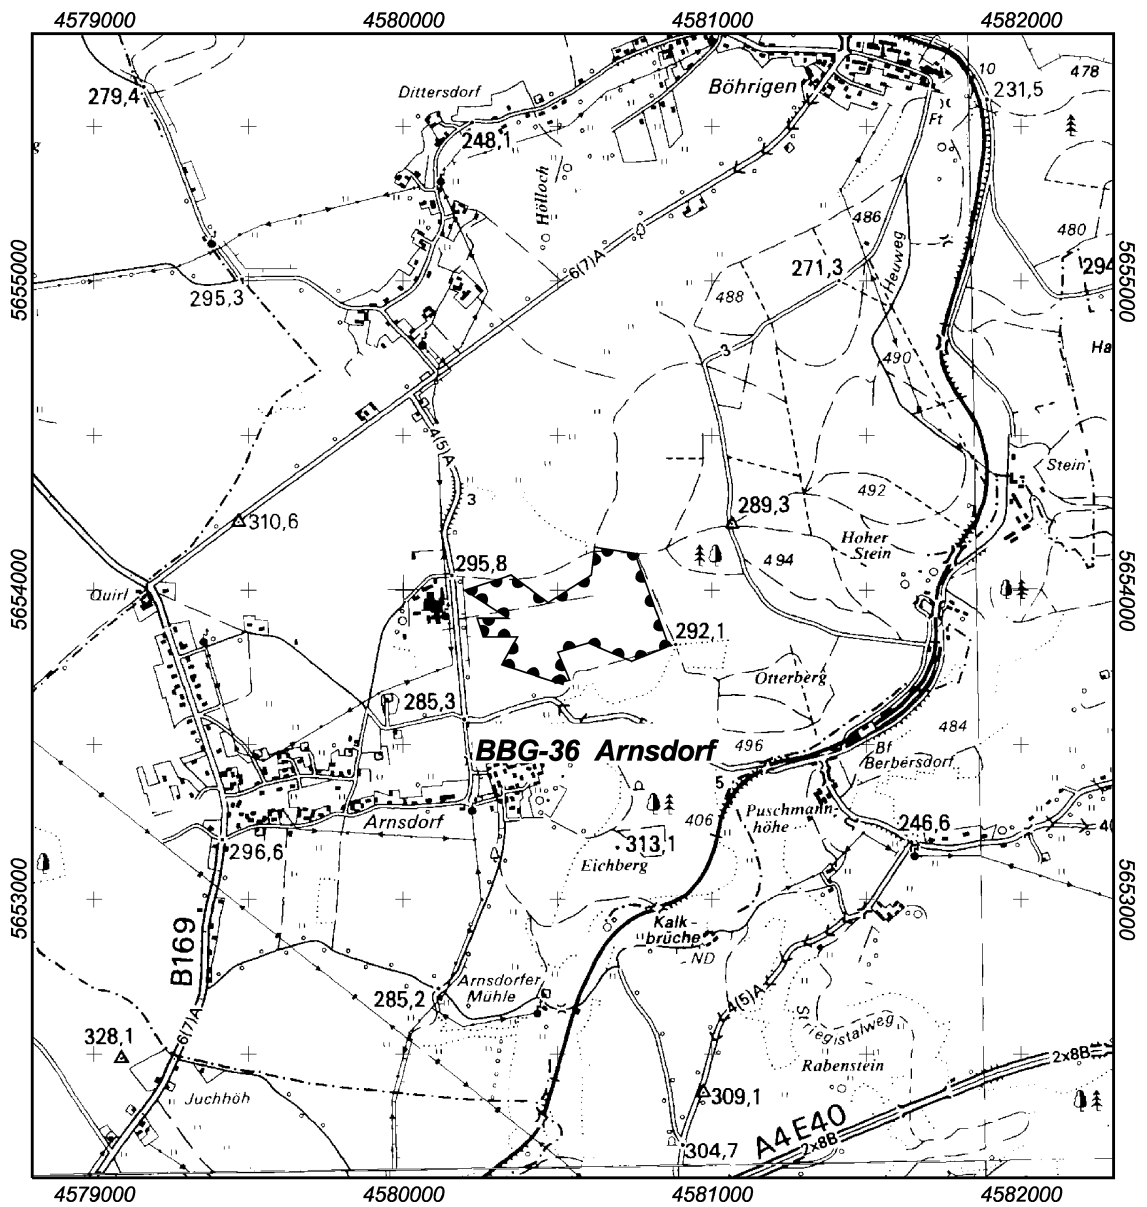 4579000 4580000 4581000 4582000
279,4
Dittersdorf
Böhrigen
10
478
231,5
Ft
248,1
Hölloch
486
480
Heuweg
5655000
295,3
6(7)A
271,3
294
5655000
488
3
490
Ha
4(5)A
3
Stein
492
310,6
289,3
Hoher
Stein
494
295,8
5654000
Quirl
5654000
292,1
Otterberg
285,3
484
BBG-36 Arnsdorf
496
Bf
Berbersdorf
5
Puschmann-
höhe
406
Arnsdorf
246,6
40
296,6
313,1
Eichberg
5653000
5653000
Kalk-
brüche
ND
B169
Arnsdorfer
Mühle
285,2
4(5)A
Striegistalweg
6(7)A
328,1
Rabenstein
2x8B
Juchhöh
309,1
A4 E40
2x8B
304,7
4579000 4580000 4581000 4582000